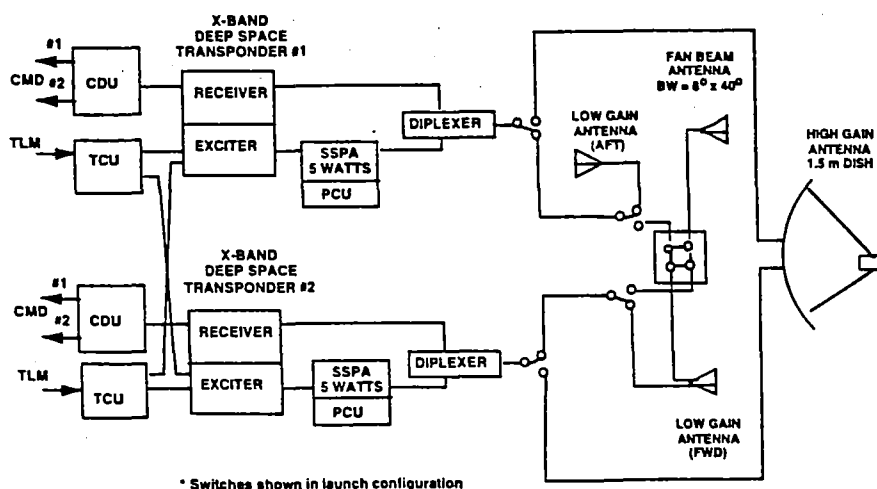 X-BAND
DEEP SPACE
TRANSPONDER #1
#1
CMD #2
CDU
RECEIVER
TLM
TCU
EXCITER
SSPA
5 WATTS
PCU
DIPLEXER
LOW GAIN
ANTENNA
(AFT)
FAN BEAM
ANTENNA
BW = 8° x 40°
HIGH GAIN
ANTENNA
1.5 m DISH
X-BAND
DEEP SPACE
TRANSPONDER #2
#1
CMD
#2
CDU
RECEIVER
TLM
TCU
EXCITER
SSPA
5 WATTS
PCU
DIPLEXER
LOW GAIN
ANTENNA
(FWD)
* Switches shown in launch configuration